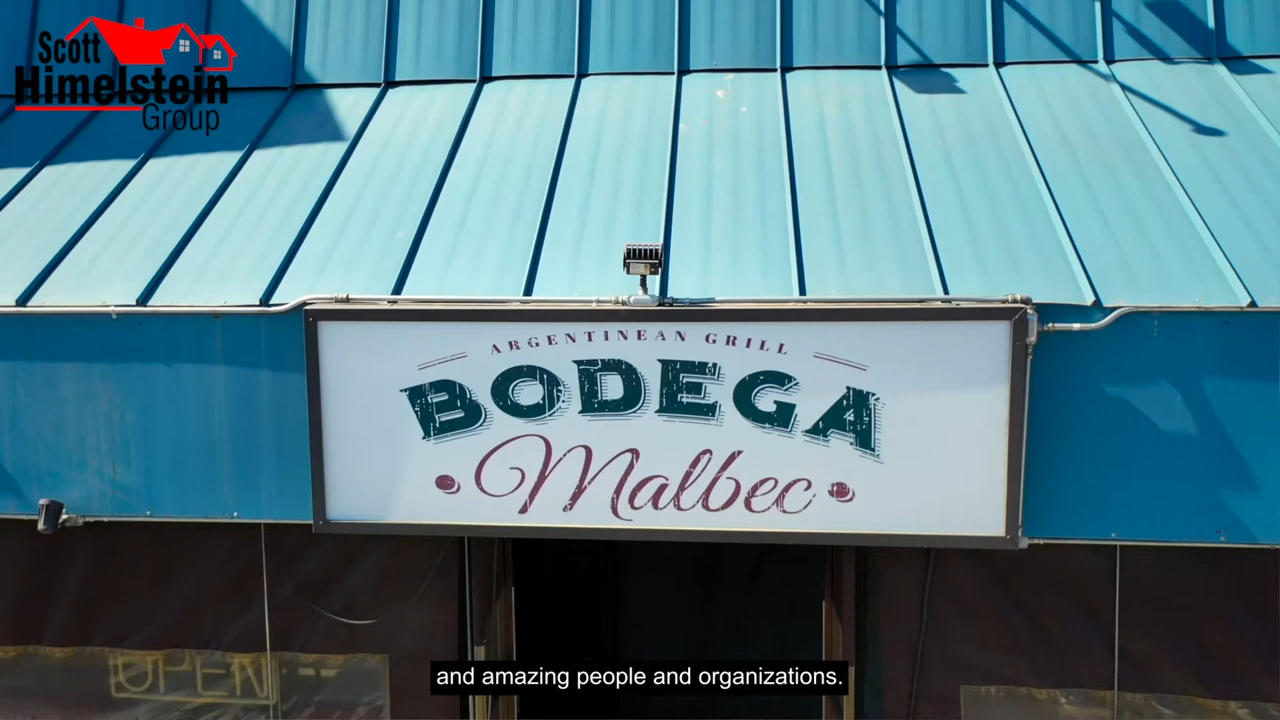 Scott
Himelstein
Group
ARGENTINEAN GRILL
BODEGA
Malbec
OPEN
and amazing people and organizations.